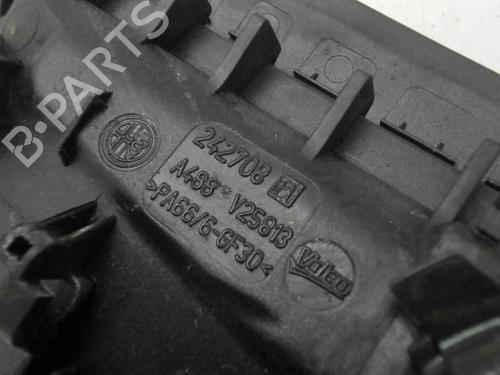 B-PARTS
242708 H
A488 V25813
>PA66/6-GF30<
Valeo